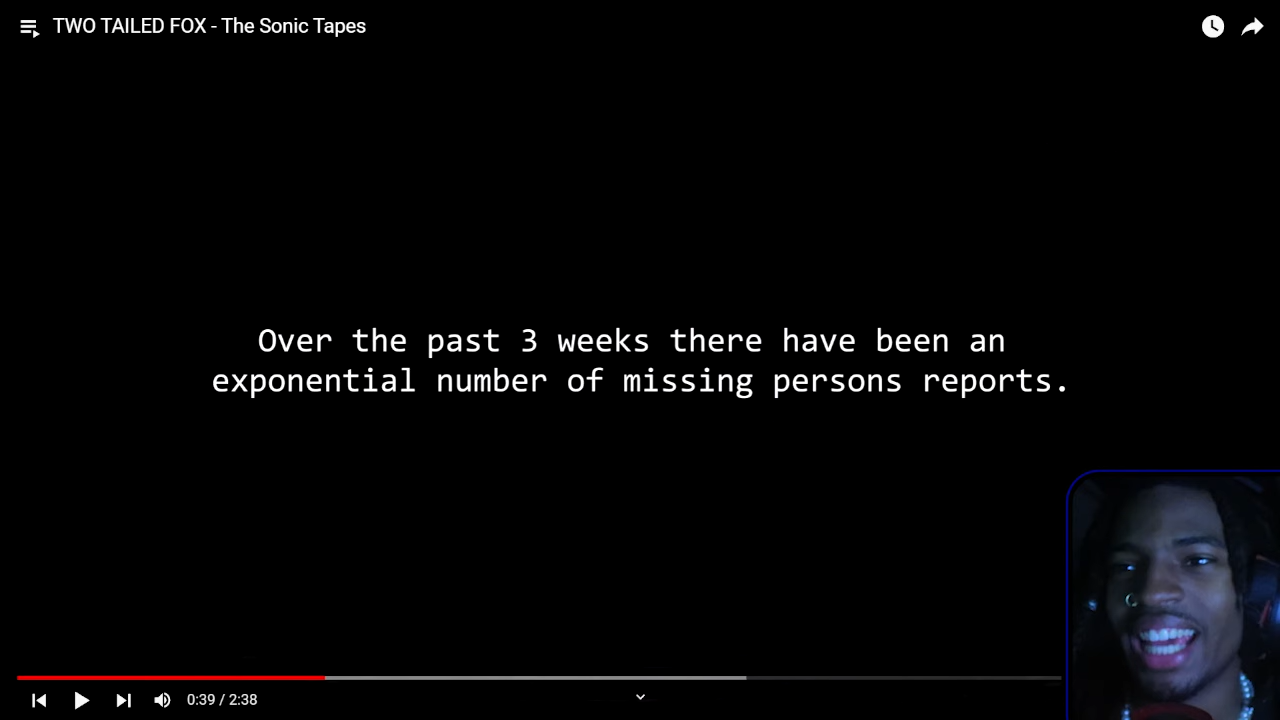 TWO TAILED FOX - The Sonic Tapes
Over the past 3 weeks there have been an
exponential number of missing persons reports.
0:39 / 2:38